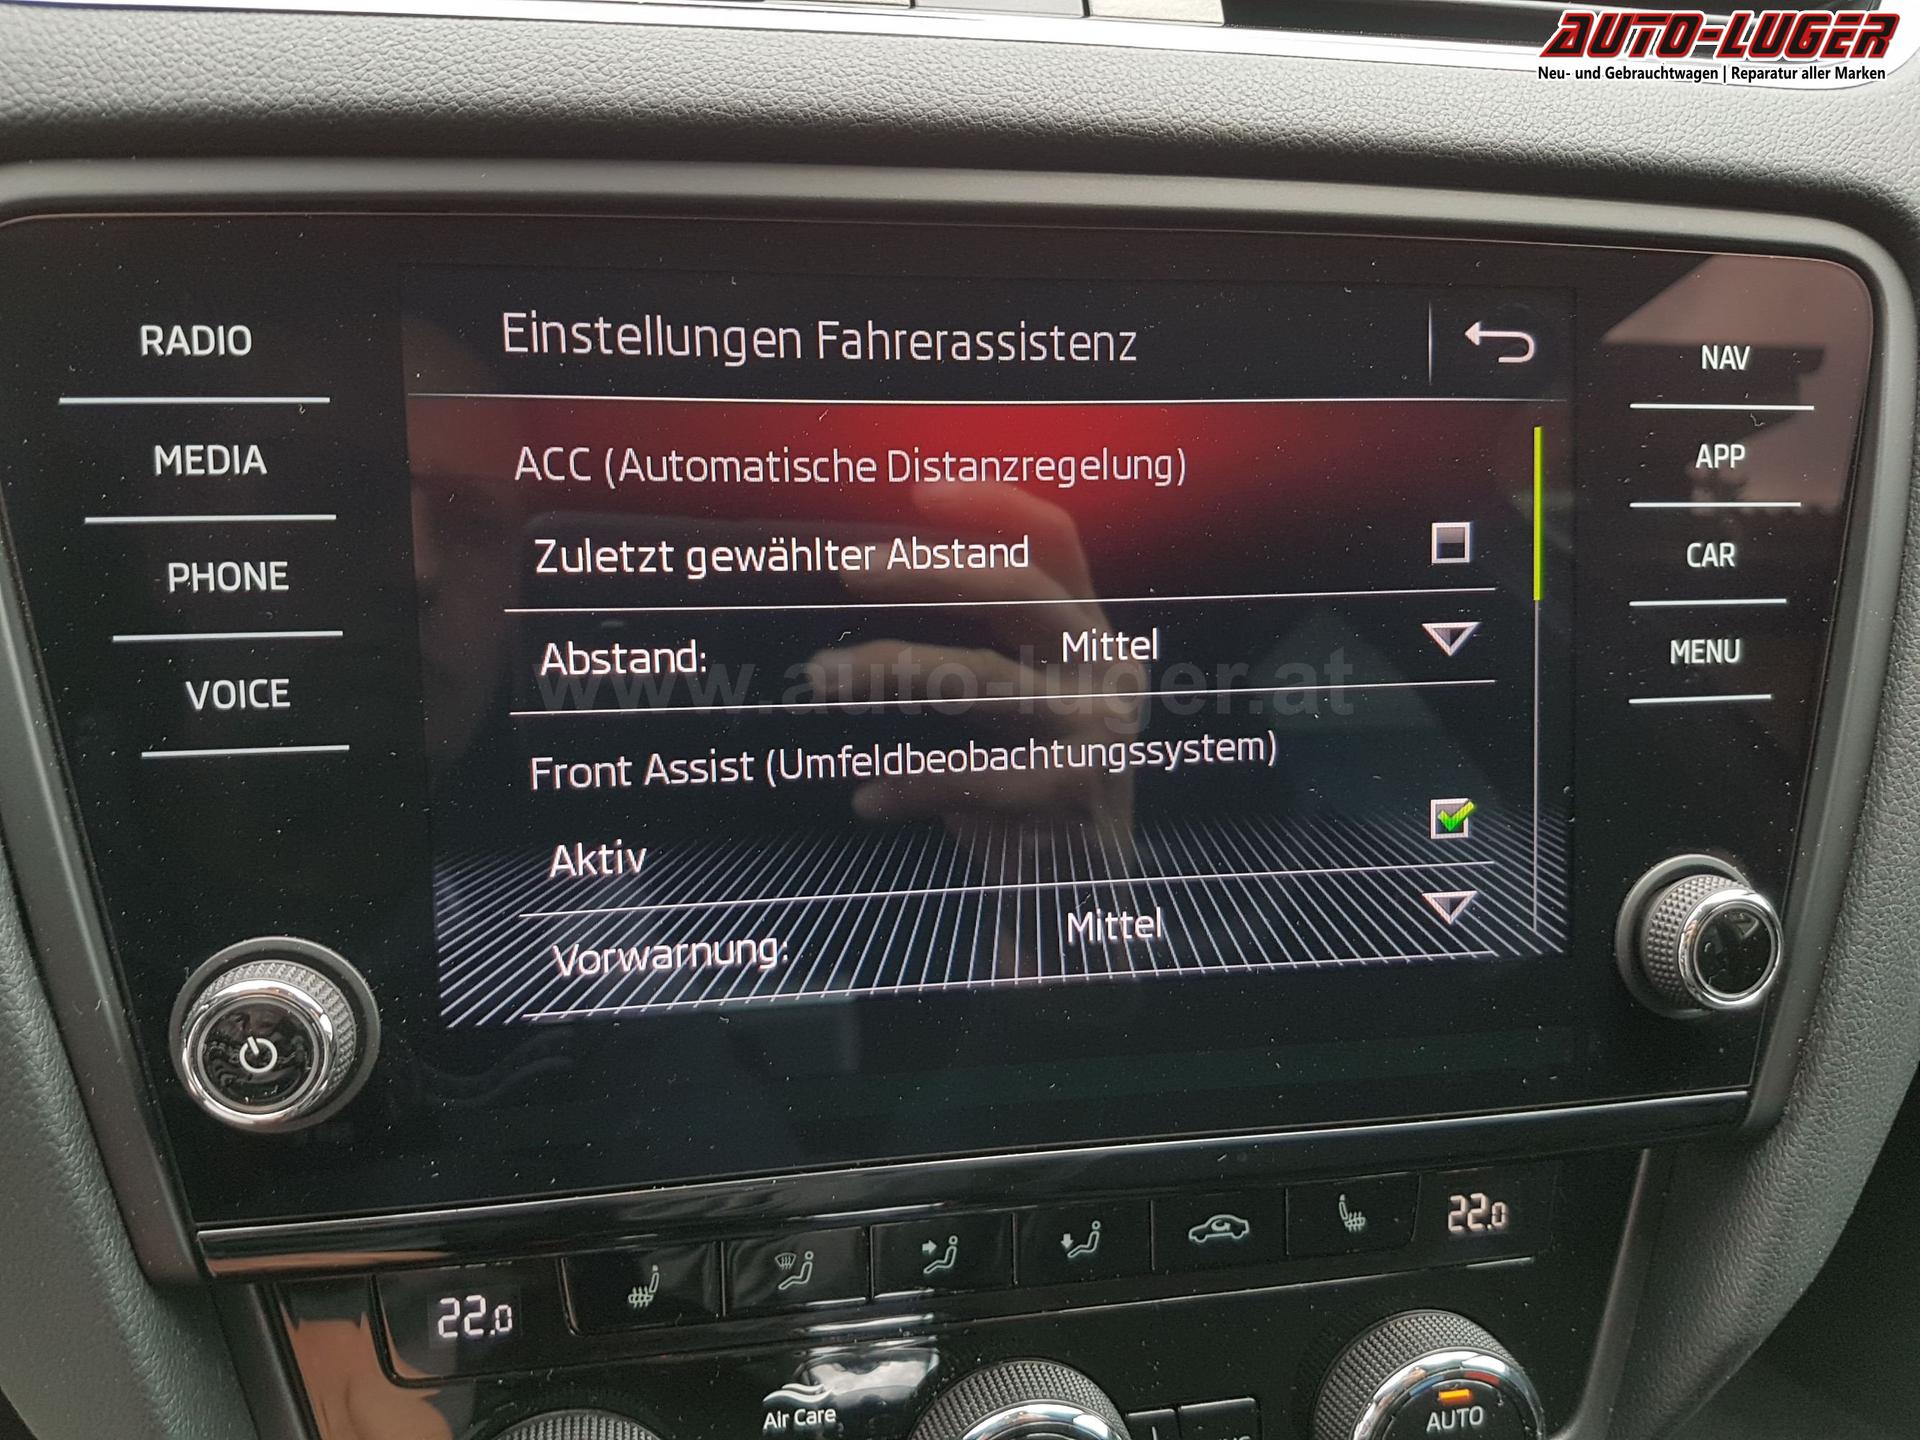 AUTO-LUGER
Neu- und Gebrauchtwagen | Reparatur aller Marken
RADIO
MEDIA
PHONE
VOICE
Einstellungen Fahrerassistenz
ACC (Automatische Distanzregelung)
Zuletzt gewählter Abstand
Abstand: Mittel
www.auto-luger.at
Front Assist (Umfeldbeobachtungssystem)
Aktiv
Vorwarnung: Mittel
NAV
APP
CAR
MENU
22.0
22.0
Air Care
AUTO